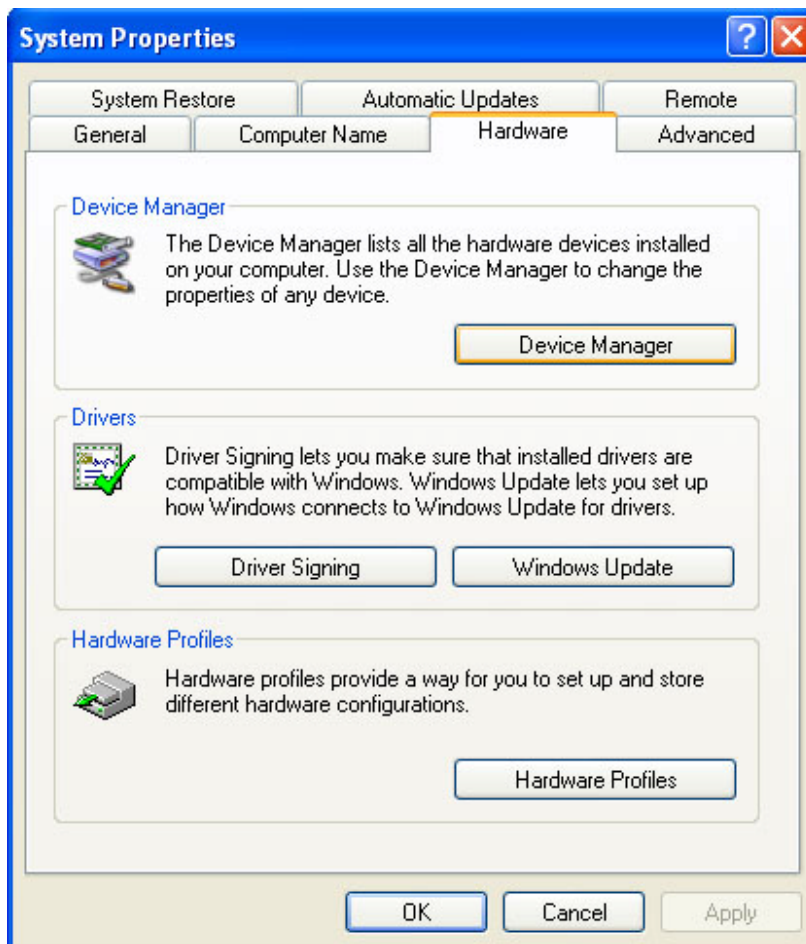 System Properties
System Restore Automatic Updates Remote
General Computer Name Hardware Advanced
Device Manager
The Device Manager lists all the hardware devices installed
on your computer. Use the Device Manager to change the
properties of any device.
Device Manager
Drivers
Driver Signing lets you make sure that installed drivers are
compatible with Windows. Windows Update lets you set up
how Windows connects to Windows Update for drivers.
Driver Signing Windows Update
Hardware Profiles
Hardware profiles provide a way for you to set up and store
different hardware configurations.
Hardware Profiles
OK Cancel Apply